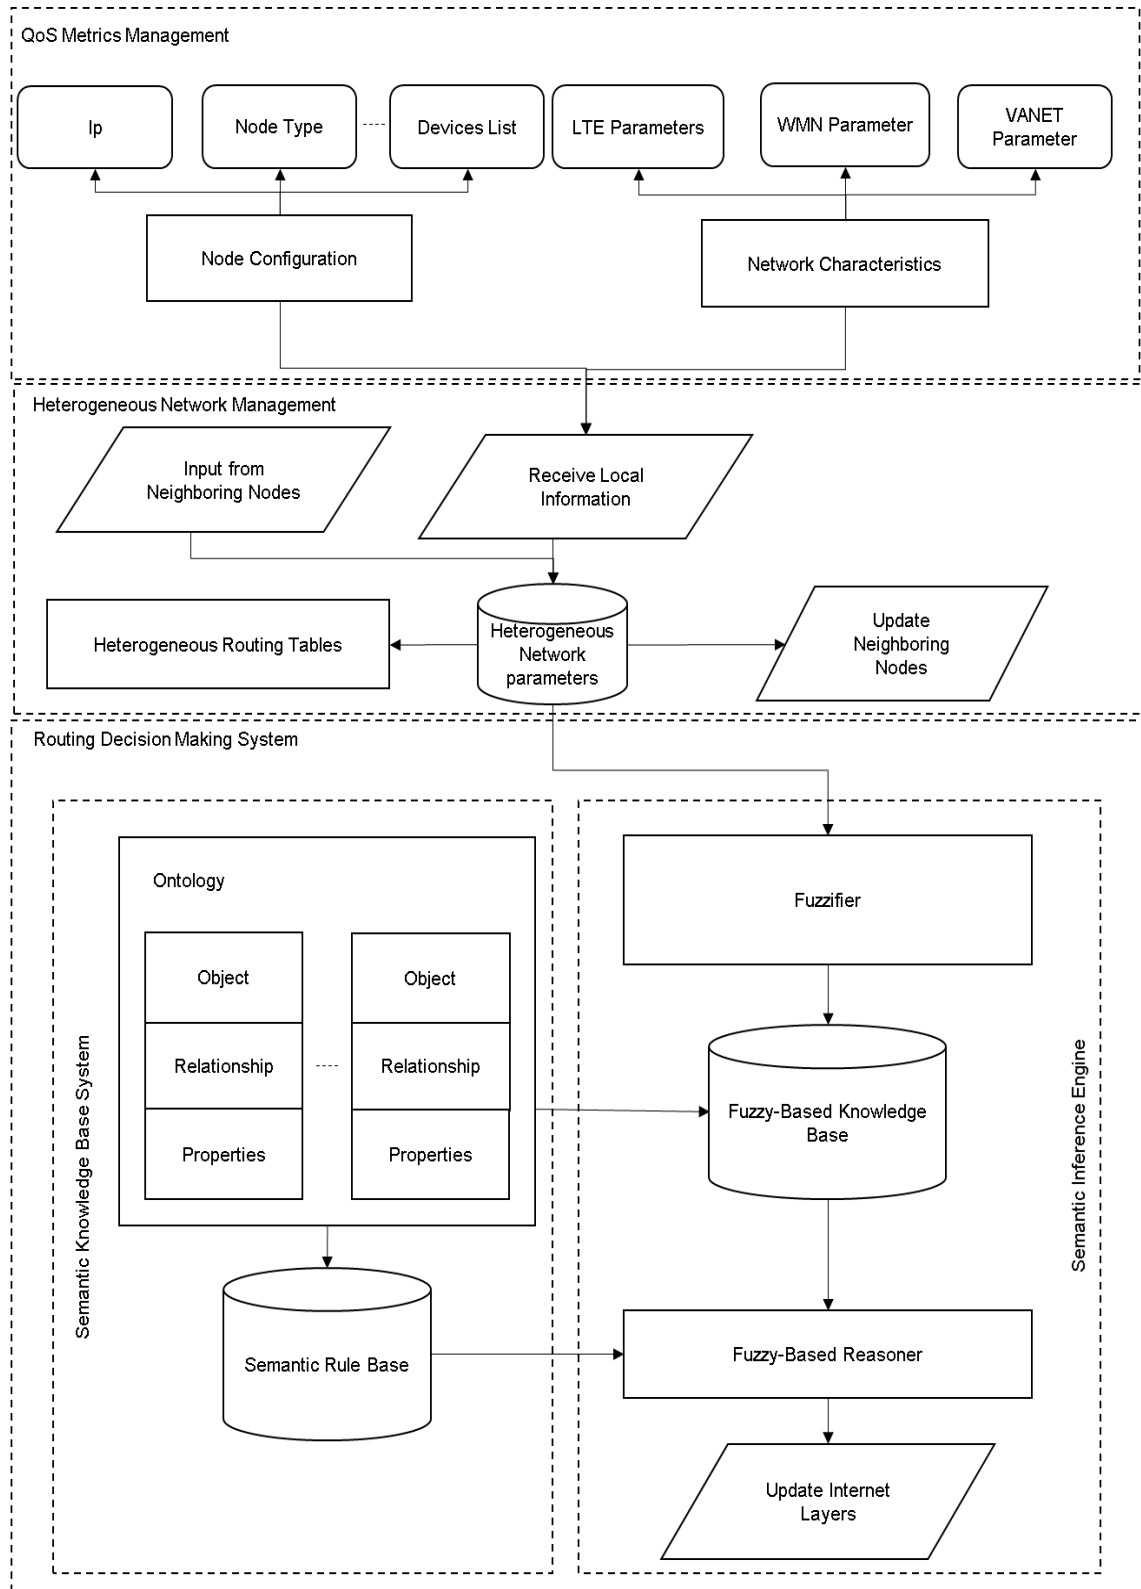 QoS Metrics Management
Ip
Node Type
Devices List
LTE Parameters
WMN Parameter
VANET
Parameter
Node Configuration
Network Characteristics
Heterogeneous Network Management
Input from
Neighboring Nodes
Receive Local
Information
Heterogeneous Routing Tables
Heterogeneous
Network
parameters
Update
Neighboring
Nodes
Routing Decision Making System
Semantic Knowledge Base System
Ontology
Object
Relationship
Properties
Object
Relationship
Properties
Semantic Rule Base
Fuzzifier
Fuzzy-Based Knowledge
Base
Fuzzy-Based Reasoner
Update Internet
Layers
Semantic Inference Engine